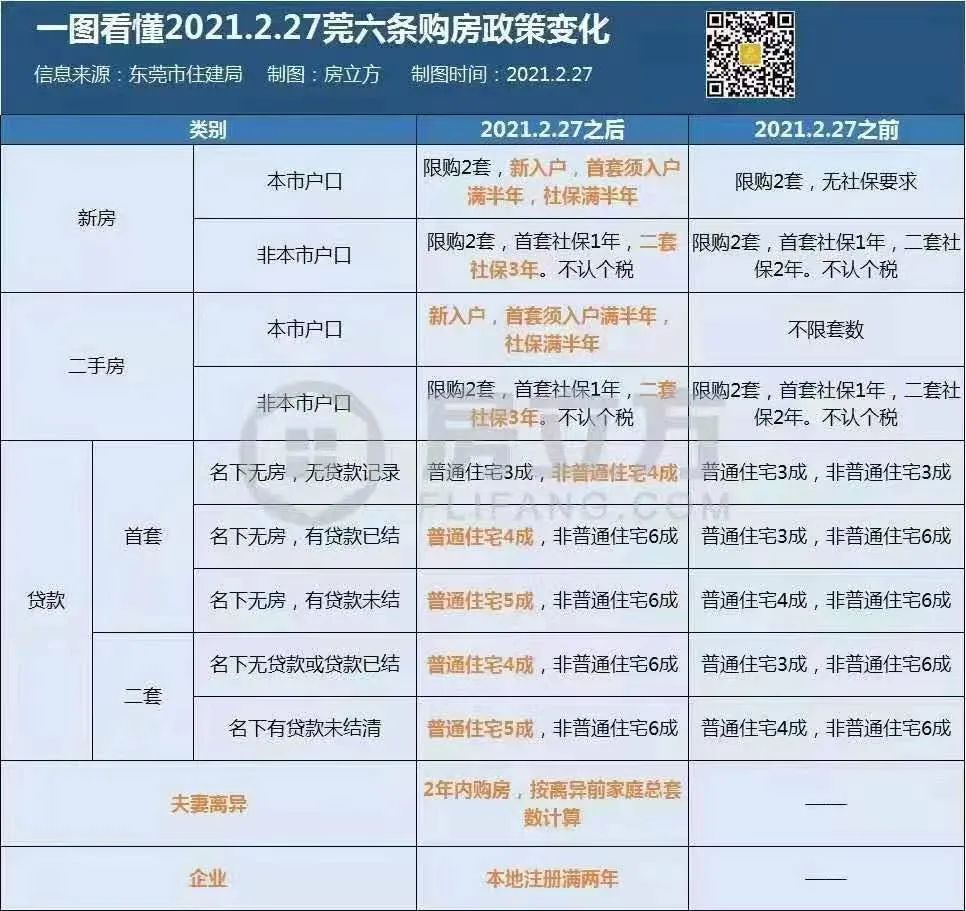 一图看懂2021.2.27莞六条购房政策变化
信息来源：东莞市住建局 制图：房立方 制图时间：2021.2.27
类别 2021.2.27之后 2021.2.27之前
新房
本市户口
限购2套，新入户，首套须入户
满半年，社保满半年
限购2套，无社保要求
非本市户口
限购2套，首套社保1年，二套
社保3年。不认个税
限购2套，首套社保1年，二套社
保2年。不认个税
二手房
本市户口
新入户，首套须入户满半年，
社保满半年
不限套数
非本市户口
限购2套，首套社保1年，二套
社保3年。不认个税
限购2套，首套社保1年，二套社
保2年。不认个税
贷款
首套
名下无房，无贷款记录
普通住宅3成，非普通住宅4成
普通住宅3成，非普通住宅3成
名下无房，有贷款已结
普通住宅4成，非普通住宅6成
普通住宅3成，非普通住宅6成
名下无房，有贷款未结
普通住宅5成，非普通住宅6成
普通住宅4成，非普通住宅6成
二套
名下无贷款或贷款已结
普通住宅4成，非普通住宅6成
普通住宅3成，非普通住宅6成
名下有贷款未结清
普通住宅5成，非普通住宅6成
普通住宅4成，非普通住宅6成
夫妻离异
2年内购房，按离异前家庭总套
数计算
——
企业
本地注册满两年
——
房立方
FLIFANG.COM